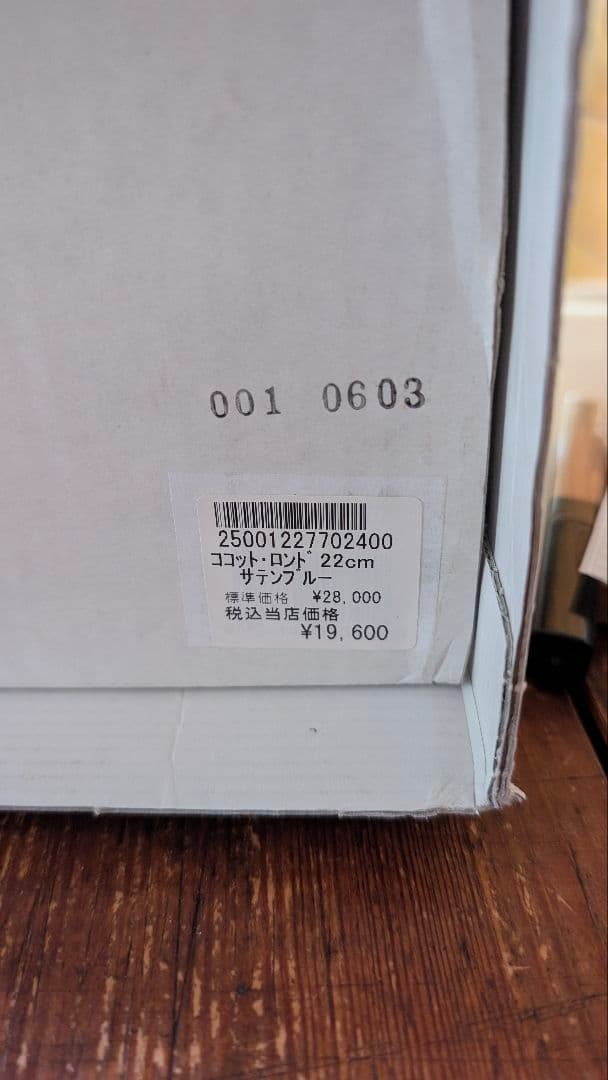 001 0603
25001227702400
ココット・ロンド 22cm
サテンブルー
標準価格 ¥28,000
税込当店価格
¥19,600